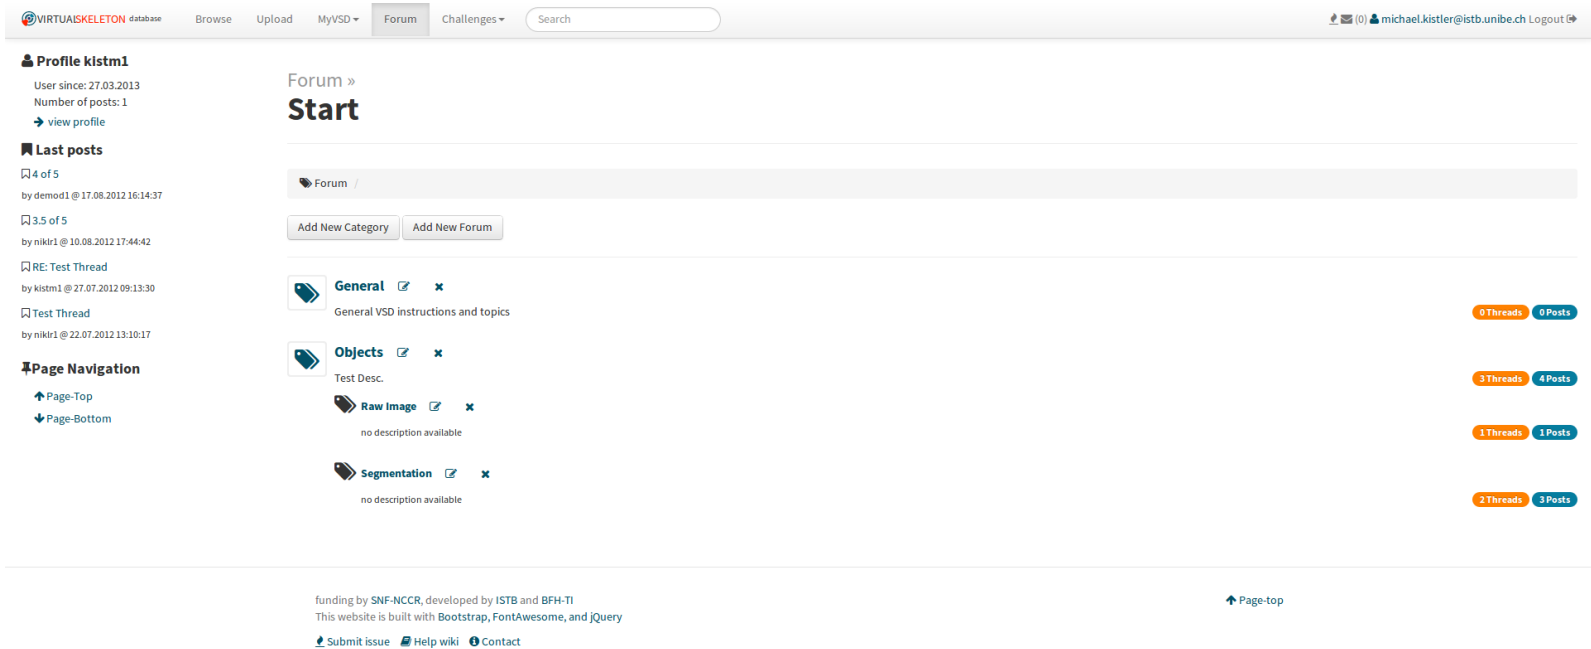 VIRTUALSKELETON database Browse Upload MyVSD Forum Challenges Search (0) michael.kistler@istb.unibe.ch Logout
Profile kistm1
User since: 27.03.2013
Number of posts: 1
view profile
Last posts
4 of 5
by demod1 @ 17.08.2012 16:14:37
3.5 of 5
by niklr1 @ 10.08.2012 17:44:42
RE: Test Thread
by kistm1 @ 27.07.2012 09:13:30
Test Thread
by niklr1 @ 22.07.2012 13:10:17
Page Navigation
Page-Top
Page-Bottom
Forum »
Start
Forum /
Add New Category Add New Forum
General
General VSD instructions and topics
0 Threads 0 Posts
Objects
Test Desc.
3 Threads 4 Posts
Raw Image
no description available
1 Threads 1 Posts
Segmentation
no description available
2 Threads 3 Posts
funding by SNF-NCCR, developed by ISTB and BFH-TI
This website is built with Bootstrap, FontAwesome, and jQuery
Submit issue Help wiki Contact
Page-top